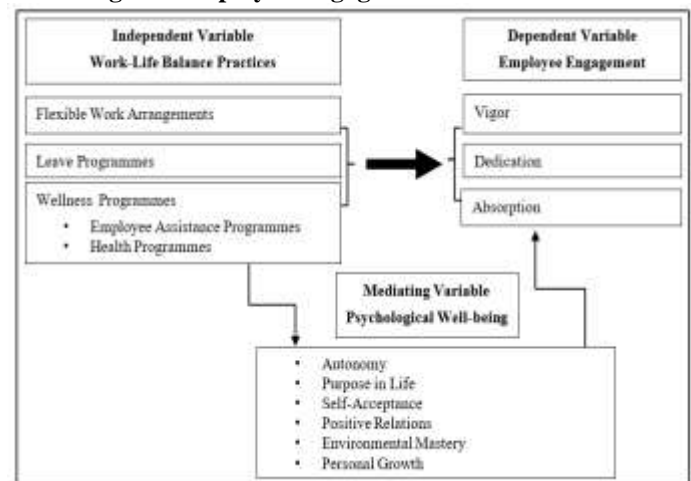 Independent Variable
Work-Life Balance Practices
Flexible Work Arrangements
Leave Programmes
Wellness Programmes
• Employee Assistance Programmes
• Health Programmes
Dependent Variable
Employee Engagement
Vigor
Dedication
Absorption
Mediating Variable
Psychological Well-being
• Autonomy
• Purpose in Life
• Self-Acceptance
• Positive Relations
• Environmental Mastery
• Personal Growth